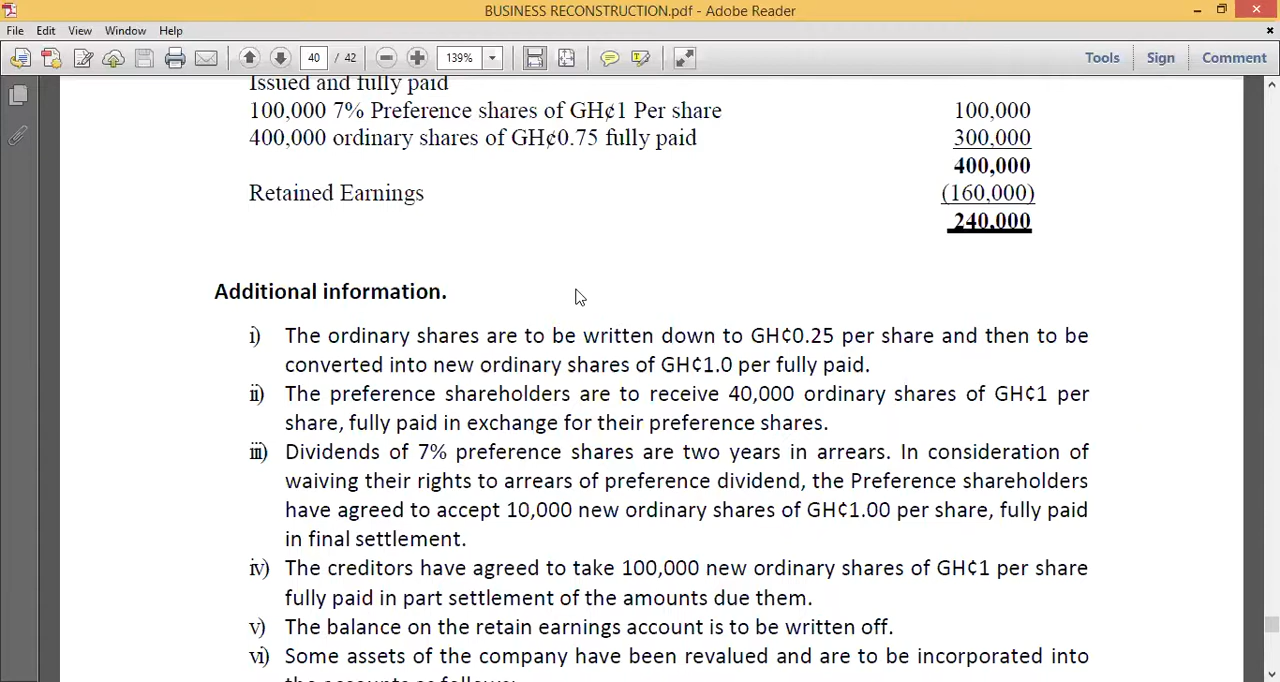 BUSINESS RECONSTRUCTION.pdf - Adobe Reader
File Edit View Window Help
40 / 42 139% Tools Sign Comment
Issued and fully paid
100,000 7% Preference shares of GH¢1 Per share 100,000
400,000 ordinary shares of GH¢0.75 fully paid 300,000
400,000
Retained Earnings (160,000)
240,000
Additional information.
i) The ordinary shares are to be written down to GH¢0.25 per share and then to be
converted into new ordinary shares of GH¢1.0 per fully paid.
ii) The preference shareholders are to receive 40,000 ordinary shares of GH¢1 per
share, fully paid in exchange for their preference shares.
iii) Dividends of 7% preference shares are two years in arrears. In consideration of
waiving their rights to arrears of preference dividend, the Preference shareholders
have agreed to accept 10,000 new ordinary shares of GH¢1.00 per share, fully paid
in final settlement.
iv) The creditors have agreed to take 100,000 new ordinary shares of GH¢1 per share
fully paid in part settlement of the amounts due them.
v) The balance on the retain earnings account is to be written off.
vi) Some assets of the company have been revalued and are to be incorporated into
the accounts as follows: